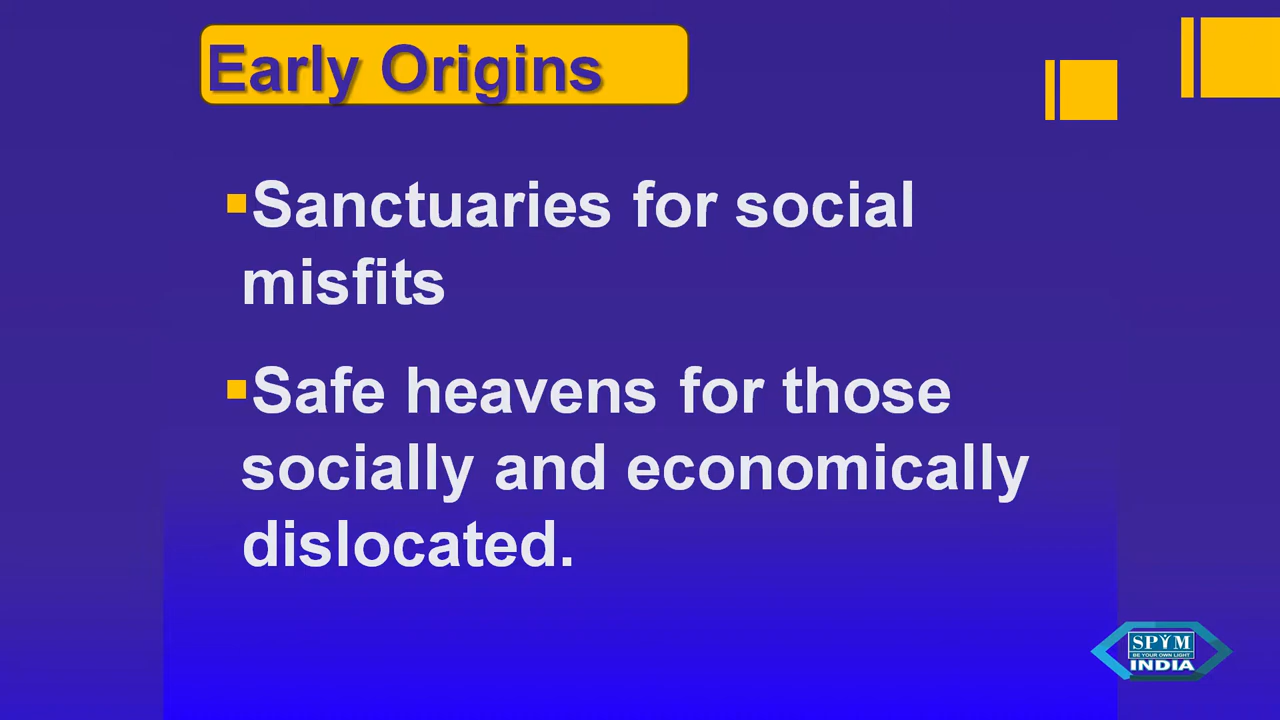 Early Origins
▪Sanctuaries for social
misfits
▪Safe heavens for those
socially and economically
dislocated.
SPYM
BE YOUR OWN LIGHT
INDIA